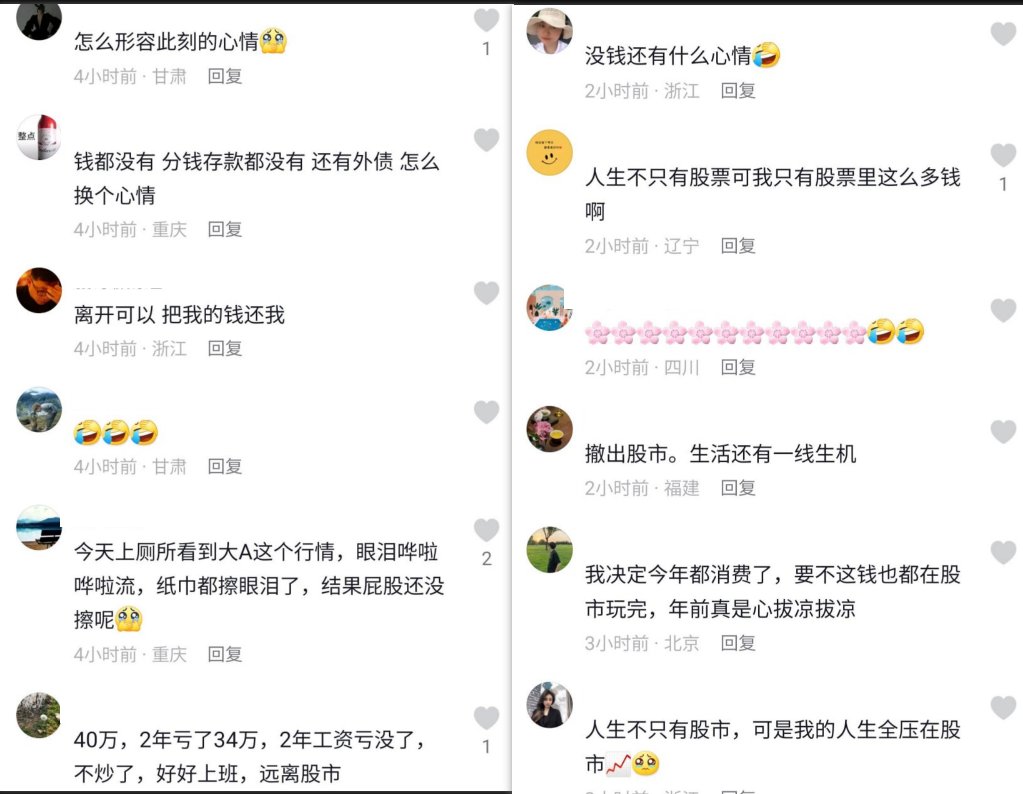 怎么形容此刻的心情🥹
1
4小时前 · 甘肃 回复
整点
钱都没有 分钱存款都没有 还有外债 怎么
换个心情
4小时前 · 重庆 回复
离开可以 把我的钱还我
4小时前 · 浙江 回复
🤣🤣🤣
4小时前 · 甘肃 回复
今天上厕所看到大A这个行情，眼泪哗啦
哗啦流，纸巾都擦眼泪了，结果屁股还没
擦呢🥹
2
4小时前 · 重庆 回复
40万，2年亏了34万，2年工资亏没了，
不炒了，好好上班，远离股市
1
没钱还有什么心情🤣
2小时前 · 浙江 回复
人生不只有股票可我只有股票里这么多钱
啊
1
2小时前 · 辽宁 回复
🌸🌸🌸🌸🌸🌸🌸🌸🌸🌸🌸🤣🤣
2小时前 · 四川 回复
撤出股市。生活还有一线生机
2小时前 · 福建 回复
我决定今年都消费了，要不这钱也都在股
市玩完，年前真是心拔凉拔凉
3小时前 · 北京 回复
人生不只有股市，可是我的人生全压在股
市📈🥺